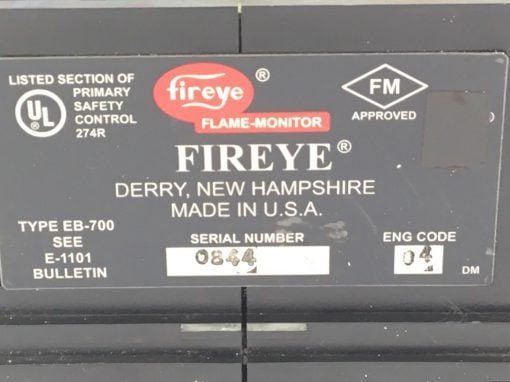 LISTED SECTION OF
PRIMARY
SAFETY
CONTROL
274R
UL
®
fireye ®
FLAME-MONITOR
FM
APPROVED
FIREYE®
DERRY, NEW HAMPSHIRE
MADE IN U.S.A.
TYPE EB-700
SEE
E-1101
BULLETIN
SERIAL NUMBER
0844
ENG CODE
04
DM